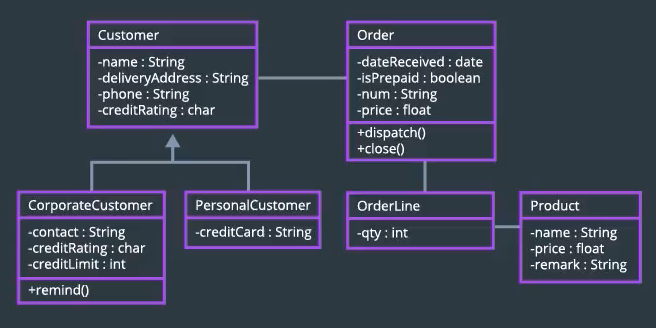 Customer
-name : String
-deliveryAddress : String
-phone : String
-creditRating : char
Order
-dateReceived : date
-isPrepaid : boolean
-num : String
-price : float
+dispatch()
+close()
CorporateCustomer
-contact : String
-creditRating : char
-creditLimit : int
+remind()
PersonalCustomer
-creditCard : String
OrderLine
-qty : int
Product
-name : String
-price : float
-remark : String